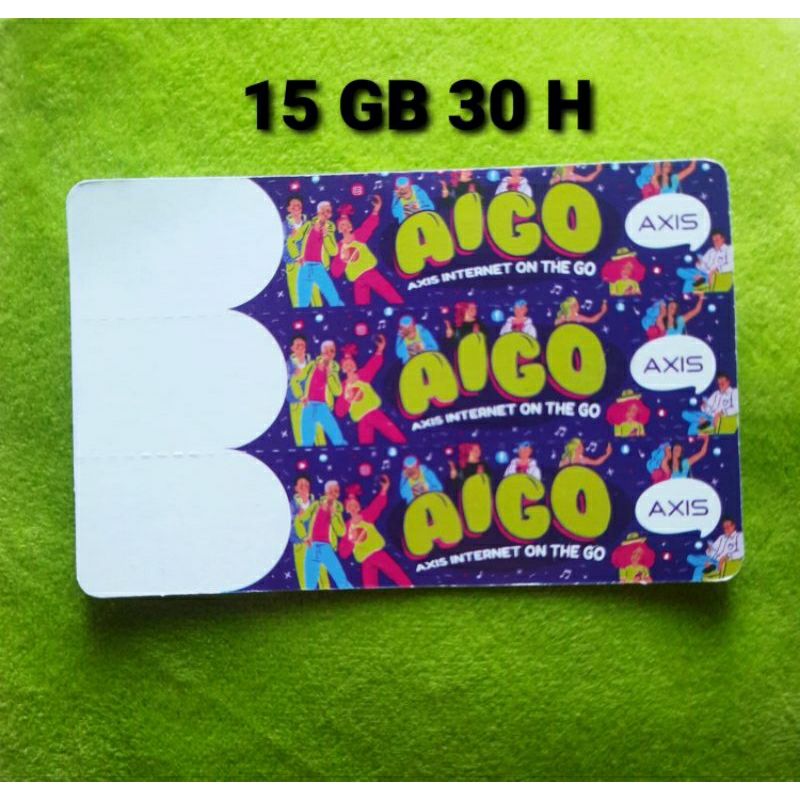 15 GB 30 H
AIGO
AXIS INTERNET ON THE GO
AXIS
AIGO
AXIS INTERNET ON THE GO
AXIS
AIGO
AXIS INTERNET ON THE GO
AXIS